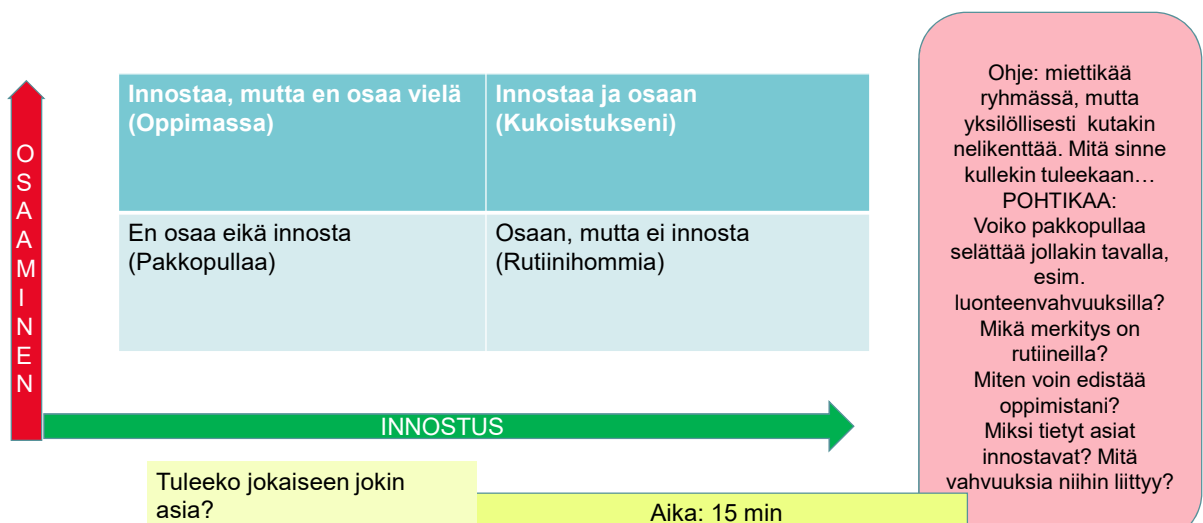 OSAAMINEN
Innostaa, mutta en osaa vielä
(Oppimassa)
Innostaa ja osaan
(Kukoistukseni)
En osaa eikä innosta
(Pakkopullaa)
Osaan, mutta ei innosta
(Rutiinihommia)
INNOSTUS
Tuleeko jokaiseen jokin
asia?
Aika: 15 min
Ohje: miettikää
ryhmässä, mutta
yksilöllisesti kutakin
nelikenttää. Mitä sinne
kullekin tuleekaan…
POHTIKAA:
Voiko pakkopullaa
selättää jollakin tavalla,
esim.
luonteenvahvuuksilla?
Mikä merkitys on
rutiineilla?
Miten voin edistää
oppimistani?
Miksi tietyt asiat
innostavat? Mitä
vahvuuksia niihin liittyy?